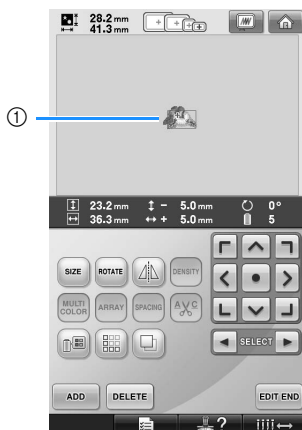 28.2 mm
41.3 mm
①
23.2 mm - 5.0 mm 0°
36.3 mm + 5.0 mm 5
SIZE ROTATE DENSITY
MULTI COLOR ARRAY SPACING AVC
SELECT
ADD DELETE EDIT END
?